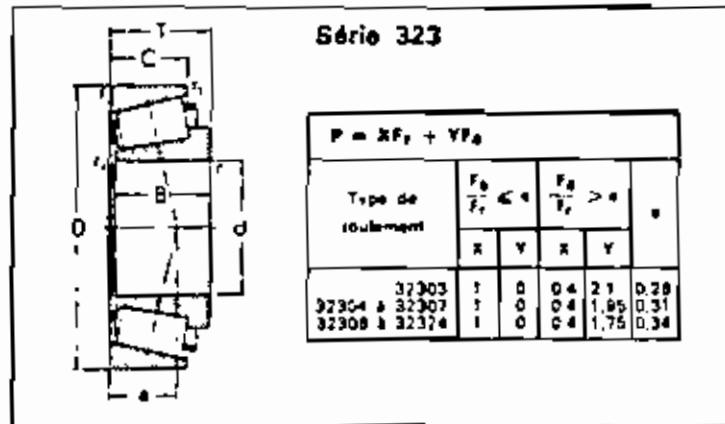 Série 323
T
C
r
r₁
B
D
d
a
P = XFr + YFa
Type de roulement
Fa/Fr ⩽ e
Fa/Fr > e
e
X Y X Y
32303 1 0 0,4 2,1 0,28
32304 à 32307 1 0 0,4 1,95 0,31
32308 à 32324 1 0 0,4 1,75 0,34